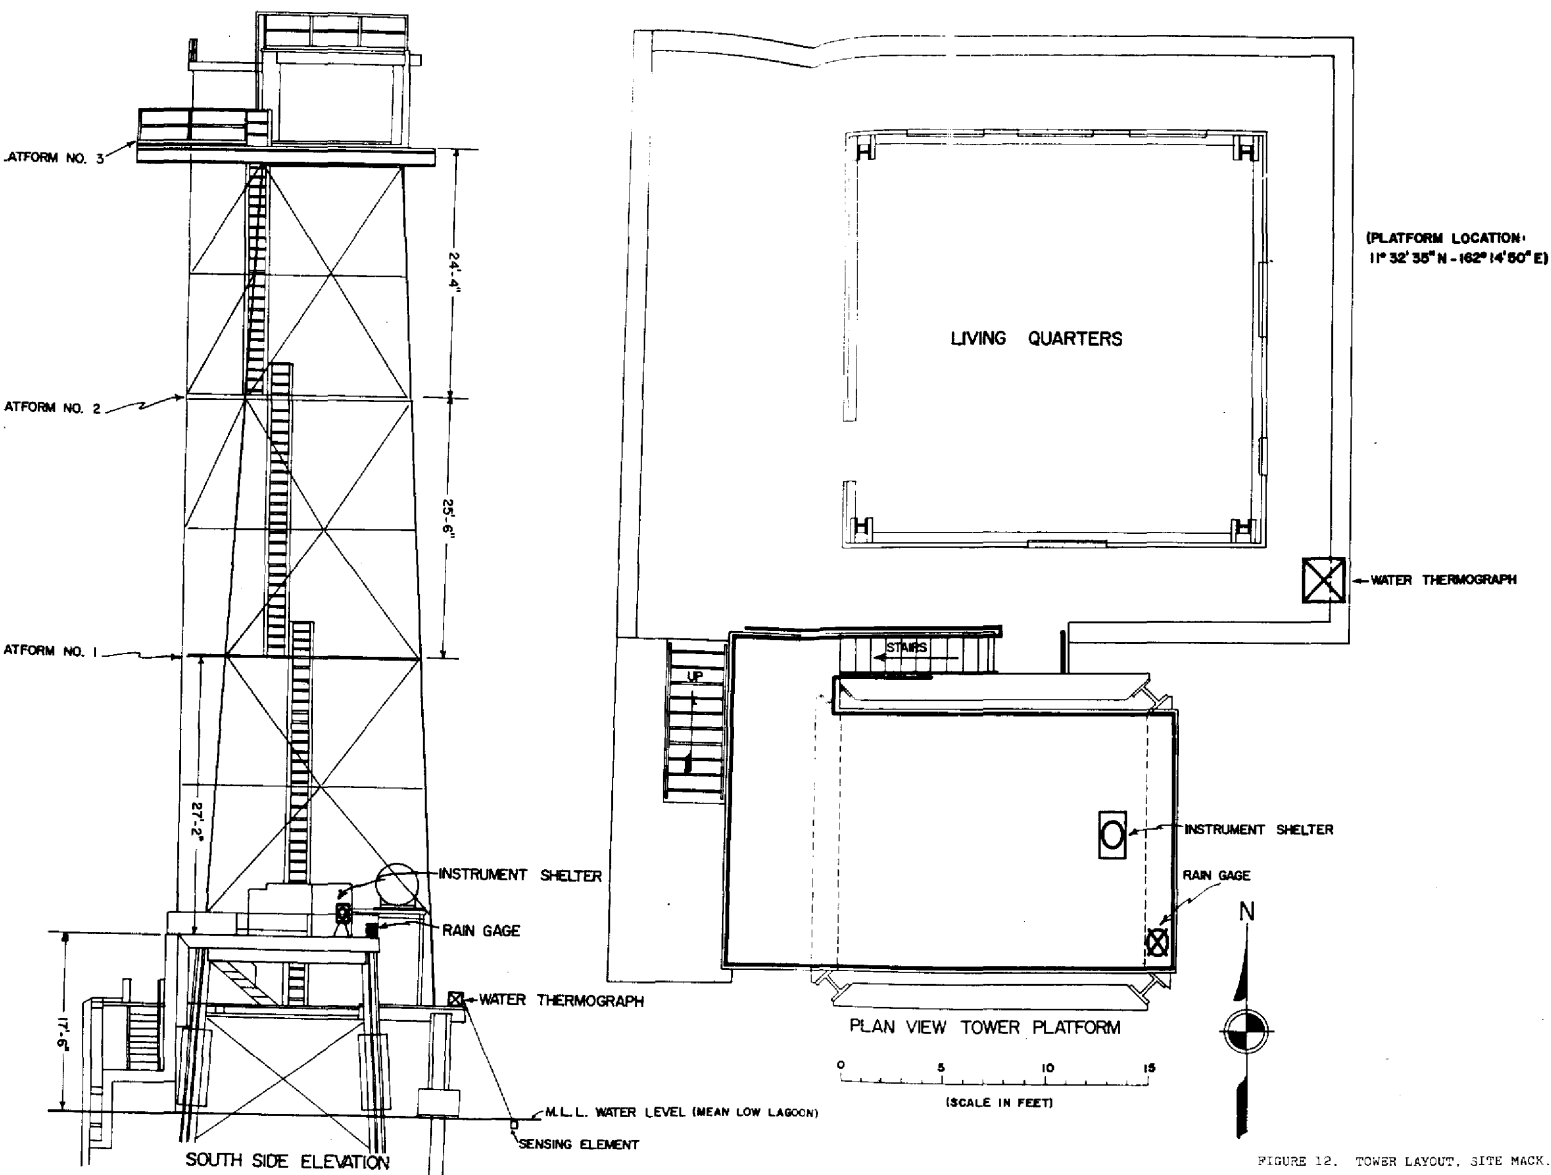 .ATFORM NO. 3
24'-4"
ATFORM NO. 2
25'-6"
ATFORM NO. 1
27'-2"
INSTRUMENT SHELTER
RAIN GAGE
17'-6"
WATER THERMOGRAPH
M.L.L. WATER LEVEL (MEAN LOW LAGOON)
SENSING ELEMENT
SOUTH SIDE ELEVATION
(PLATFORM LOCATION:
11° 32' 35" N - 162° 14' 50" E)
LIVING QUARTERS
WATER THERMOGRAPH
STAIRS
UP
INSTRUMENT SHELTER
RAIN GAGE
N
PLAN VIEW TOWER PLATFORM
0 5 10 15
(SCALE IN FEET)
FIGURE 12. TOWER LAYOUT, SITE MACK.